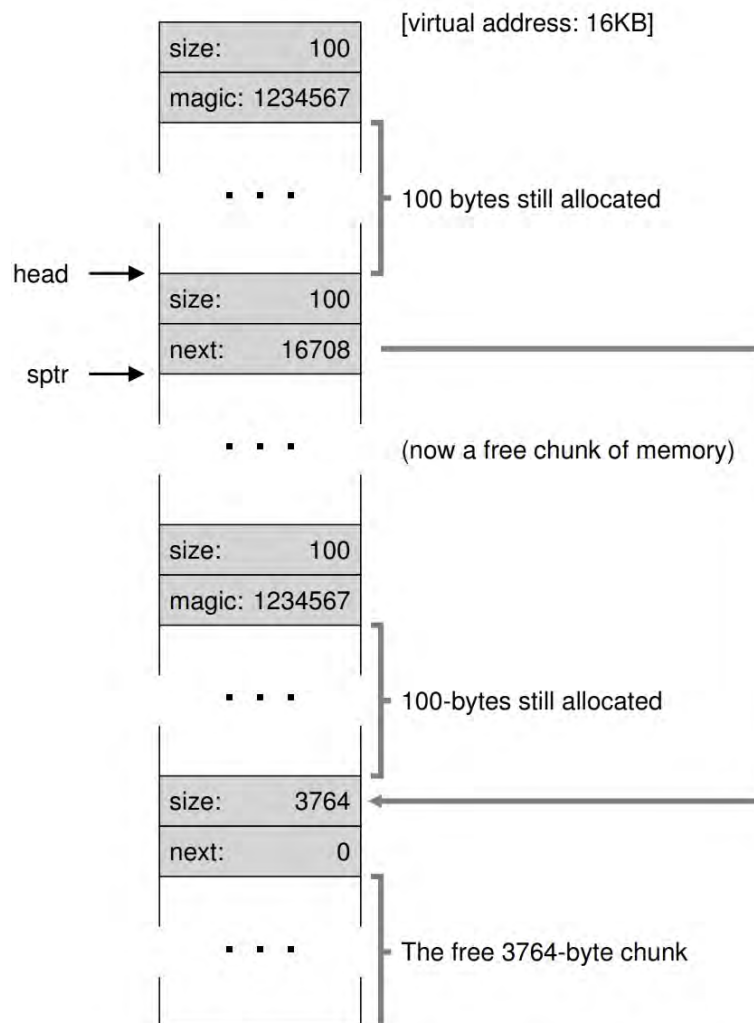 [virtual address: 16KB]
size: 100
magic: 1234567
. . .
100 bytes still allocated
head
size: 100
next: 16708
sptr
. . .
(now a free chunk of memory)
size: 100
magic: 1234567
. . .
100-bytes still allocated
size: 3764
next: 0
. . .
The free 3764-byte chunk